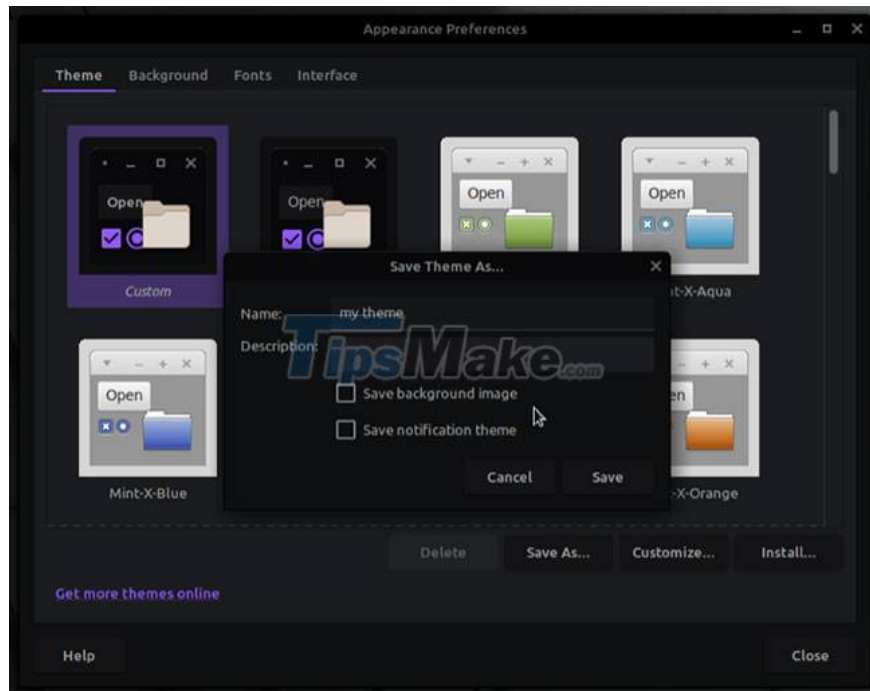 Appearance Preferences
Theme Background Fonts Interface
Open
Open
Open
Open
Custom
t-X-Aqua
Save Theme As...
Name: my theme
Description:
TipsMake.com
Save background image
Save notification theme
Cancel Save
Open
en
Mint-X-Blue
-X-Orange
Delete Save As... Customize... Install...
Get more themes online
Help Close